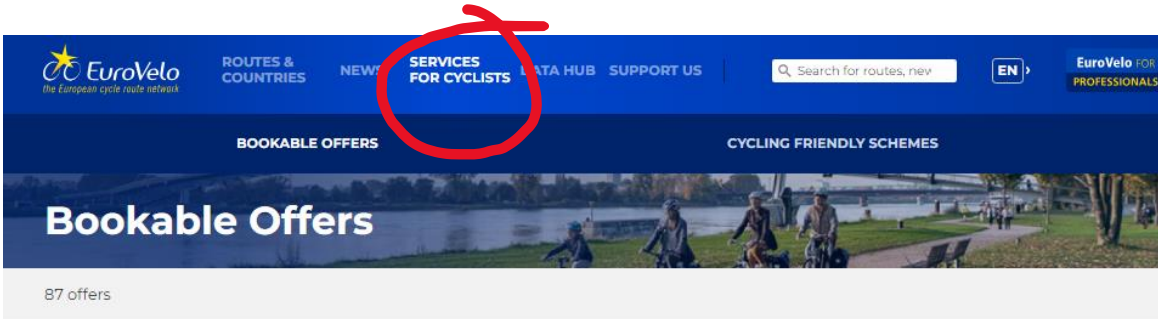 EuroVelo
the European cycle route network
ROUTES &
COUNTRIES
NEWS
SERVICES
FOR CYCLISTS
DATA HUB
SUPPORT US
Search for routes, nev
EN
EuroVelo FOR
PROFESSIONALS
BOOKABLE OFFERS
CYCLING FRIENDLY SCHEMES
Bookable Offers
87 offers